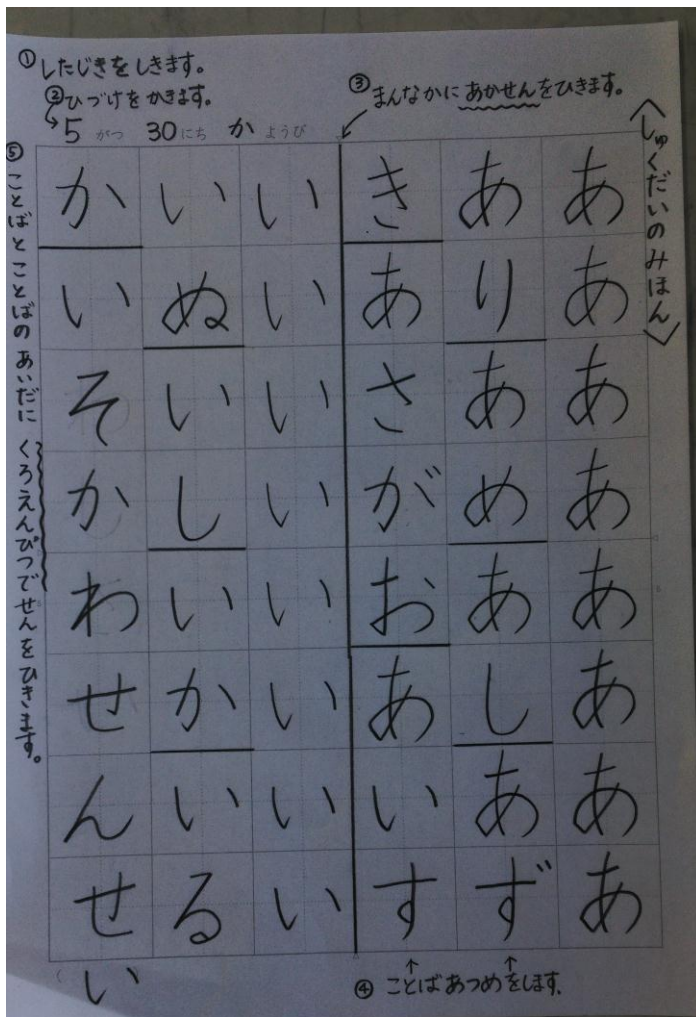 ①したじきをしきます。
②ひづけをかきます。
5がつ30にちかようび
③まんなかにあかせんをひきます。
〈しゅくだいのみほん〉
ああああああああ
ありあめあしあず
きあさがおあいす
いいいいいいいい
いぬいしいかいる
かいそかわせんせい
④ことばあつめをします。
⑤ことばとことばのあいだにくろえんぴつでせんをひきます。